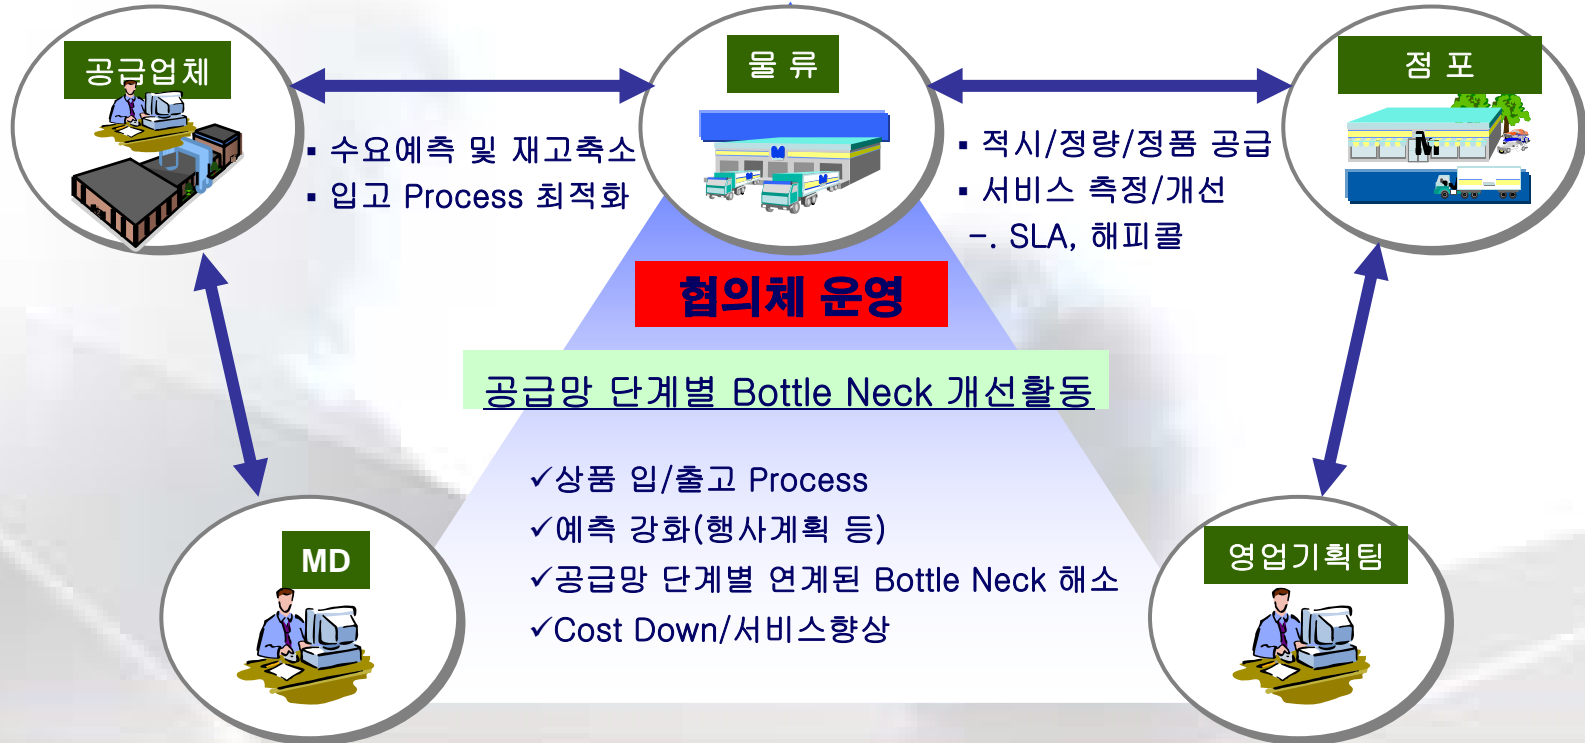 공급업체
물 류
점 포
▪ 수요예측 및 재고축소
▪ 입고 Process 최적화
▪ 적시/정량/정품 공급
▪ 서비스 측정/개선
-. SLA, 해피콜
협의체 운영
공급망 단계별 Bottle Neck 개선활동
✓상품 입/출고 Process
✓예측 강화(행사계획 등)
✓공급망 단계별 연계된 Bottle Neck 해소
✓Cost Down/서비스향상
MD
영업기획팀